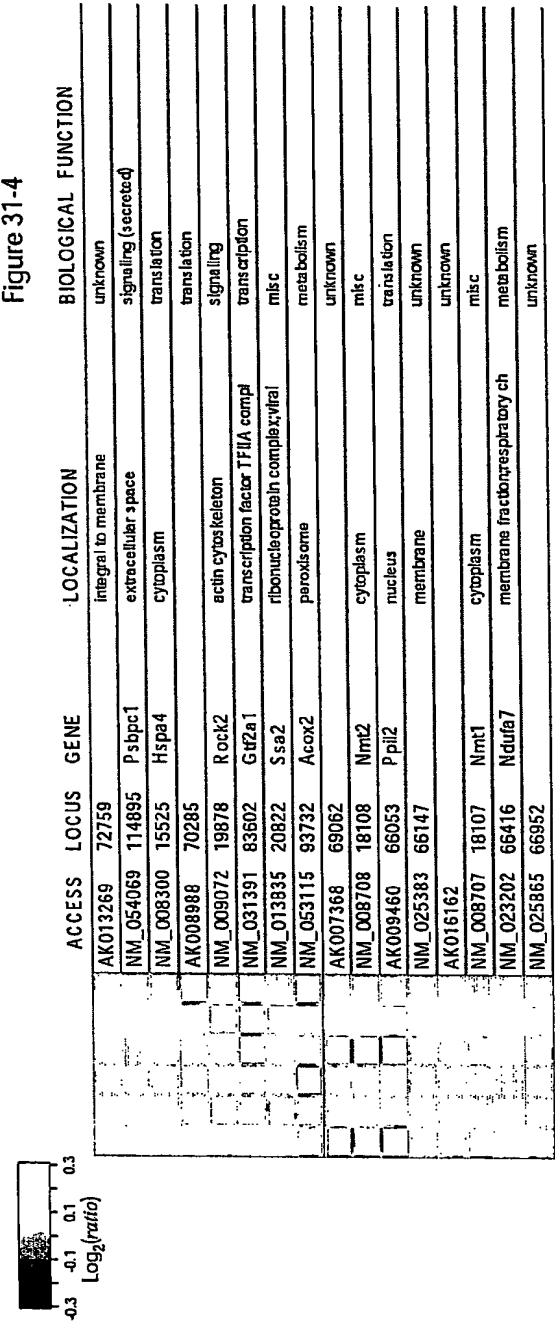 Figure 31-4
ACCESS LOCUS GENE ·LOCALIZATION BIOLOGICAL FUNCTION
AK013269 72759 integral to membrane unknown
NM_054069 114895 Psbpc1 extracellular space signaling (secreted)
NM_008300 15525 Hspa4 cytoplasm translation
AK008988 70285 translation
NM_009072 19878 Rock2 actin cytoskeleton signaling
NM_031391 83602 Gtf2a1 transcription factor TFIIA compl transcription
NM_013835 20822 Ssa2 ribonucleoprotein complex;viral misc
NM_053115 93732 Acox2 peroxisome metabolism
AK007368 69062 unknown
NM_008708 18108 Nmt2 cytoplasm misc
AK009460 66053 Ppil2 nucleus translation
NM_025383 66147 membrane unknown
AK016162 unknown
NM_008707 18107 Nmt1 cytoplasm misc
NM_023202 66416 Ndufa7 membrane fraction;respiratory ch metabolism
NM_025865 66952 unknown
-0.3 -0.1 0.1 0.3
Log2(ratio)